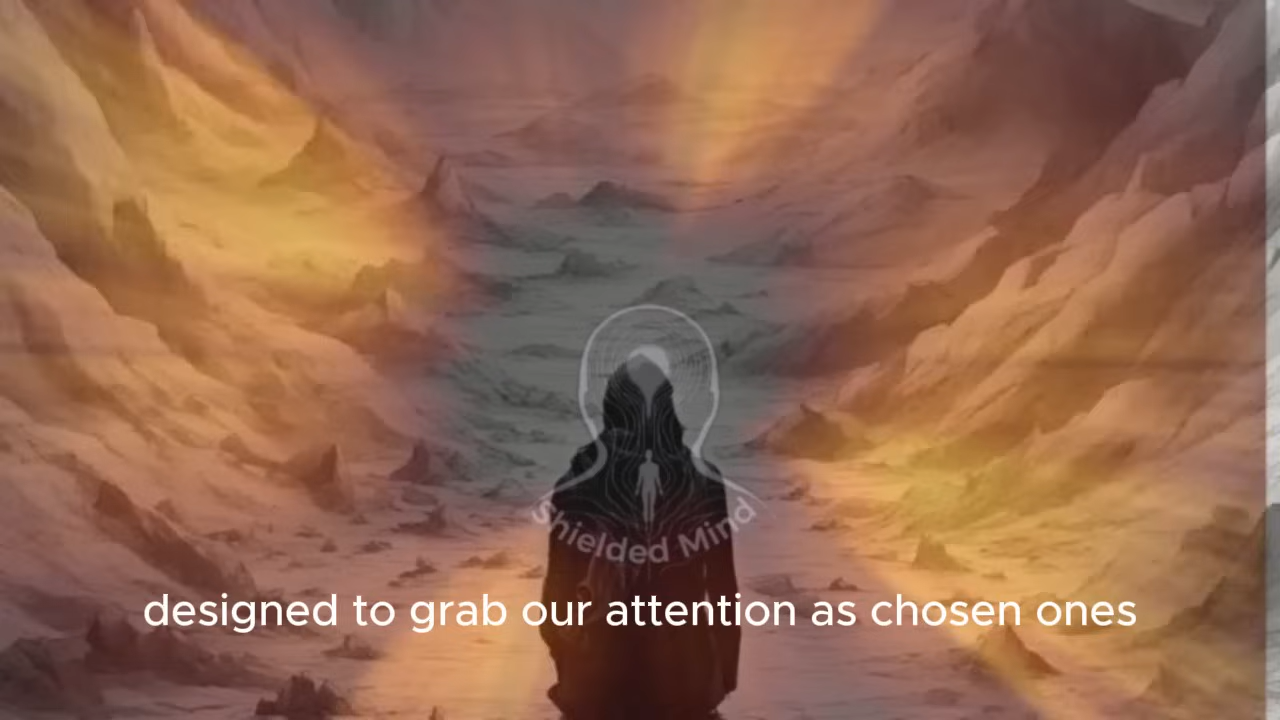 Shielded Mind
designed to grab our attention as chosen ones